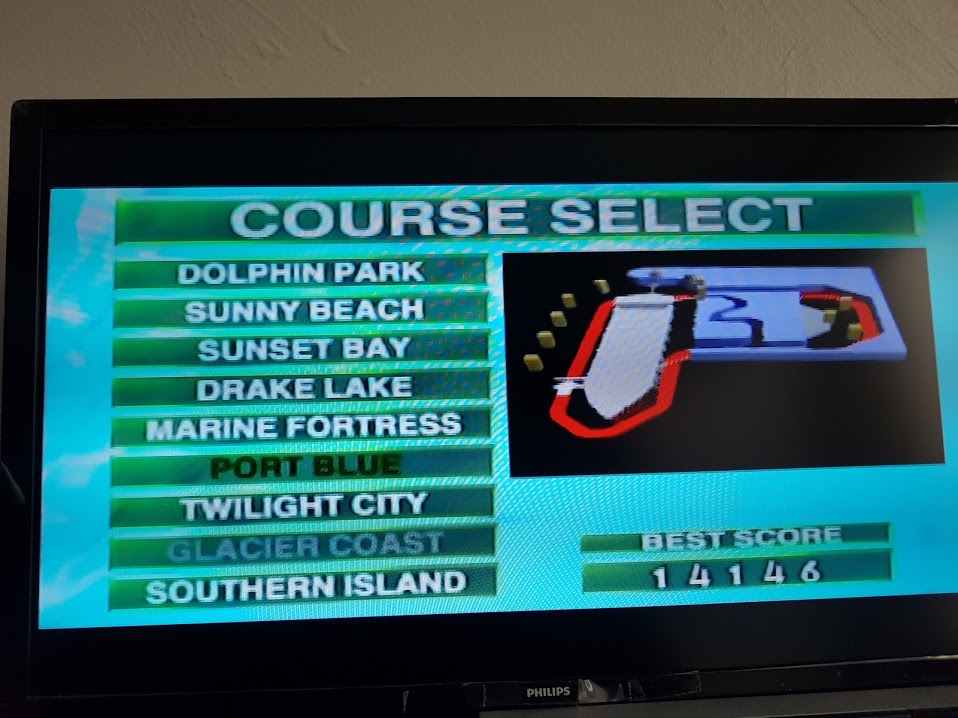 COURSE SELECT
DOLPHIN PARK
SUNNY BEACH
SUNSET BAY
DRAKE LAKE
MARINE FORTRESS
PORT BLUE
TWILIGHT CITY
GLACIER COAST
SOUTHERN ISLAND
BEST SCORE
14146
PHILIPS